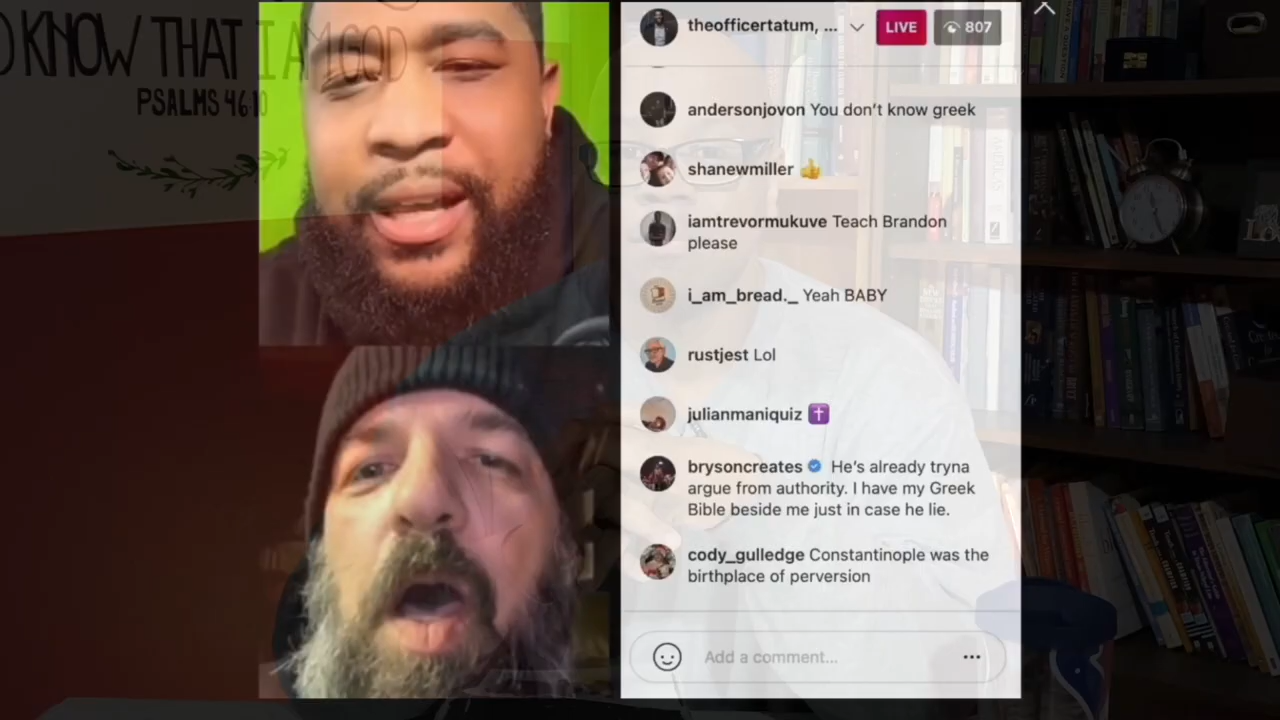 D KNOW THAT I AM GOD
PSALMS 46:10
theofficertatum, ...
LIVE
807
andersonjovon You don't know greek
shanewmiller 👍
iamtrevormukuve Teach Brandon
please
i_am_bread._ Yeah BABY
rustjest Lol
julianmaniquiz ✝️
brysoncreates He's already tryna
argue from authority. I have my Greek
Bible beside me just in case he lie.
cody_gulledge Constantinople was the
birthplace of perversion
Add a comment...